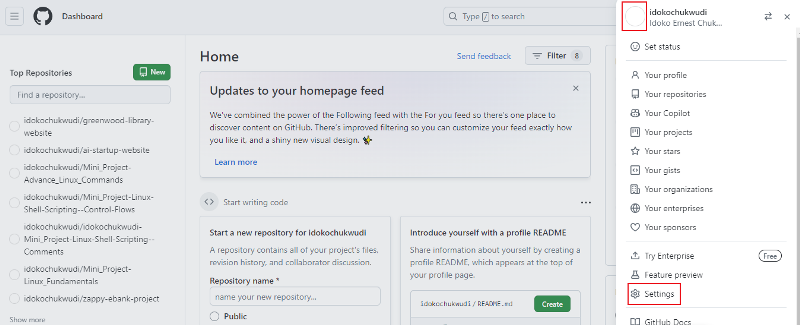 Dashboard
Type / to search
idokochukwudi
Idoko Ernest Chuk...
Set status
Your profile
Your repositories
Your Copilot
Your projects
Your stars
Your gists
Your organizations
Your enterprises
Your sponsors
Try Enterprise
Free
Feature preview
Settings
GitHub Docs
Top Repositories
New
Find a repository...
idokochukwudi/greenwood-library-
website
idokochukwudi/ai-startup-website
idokochukwudi/Mini_Project-
Advance_Linux_Commands
idokochukwudi/Mini_Project-Linux-
Shell-Scripting--Control-Flows
idokochukwudi/idokochukwudi-
Mini_Project-Linux-Shell-Scripting--
Comments
idokochukwudi/Mini_Project-
Linux_Fundamentals
idokochukwudi/zappy-ebank-project
Show more
Home
Send feedback
Filter 8
Updates to your homepage feed
We've combined the power of the Following feed with the For you feed so there's one place to
discover content on GitHub. There's improved filtering so you can customize your feed exactly how
you like it, and a shiny new visual design.
Learn more
Start writing code
Start a new repository for idokochukwudi
A repository contains all of your project's files,
revision history, and collaborator discussion.
Repository name *
name your new repository...
Public
Introduce yourself with a profile README
Share information about yourself by creating a
profile README, which appears at the top of
your profile page.
idokochukwudi / README.md
Create